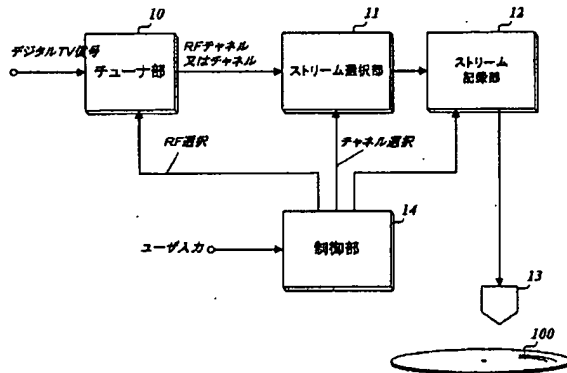 10
11
12
デジタルTV信号
チューナ部
RFチャネル
又はチャネル
ストリーム選択部
ストリーム
記録部
RF選択
チャネル選択
14
ユーザ入力
制御部
13
100